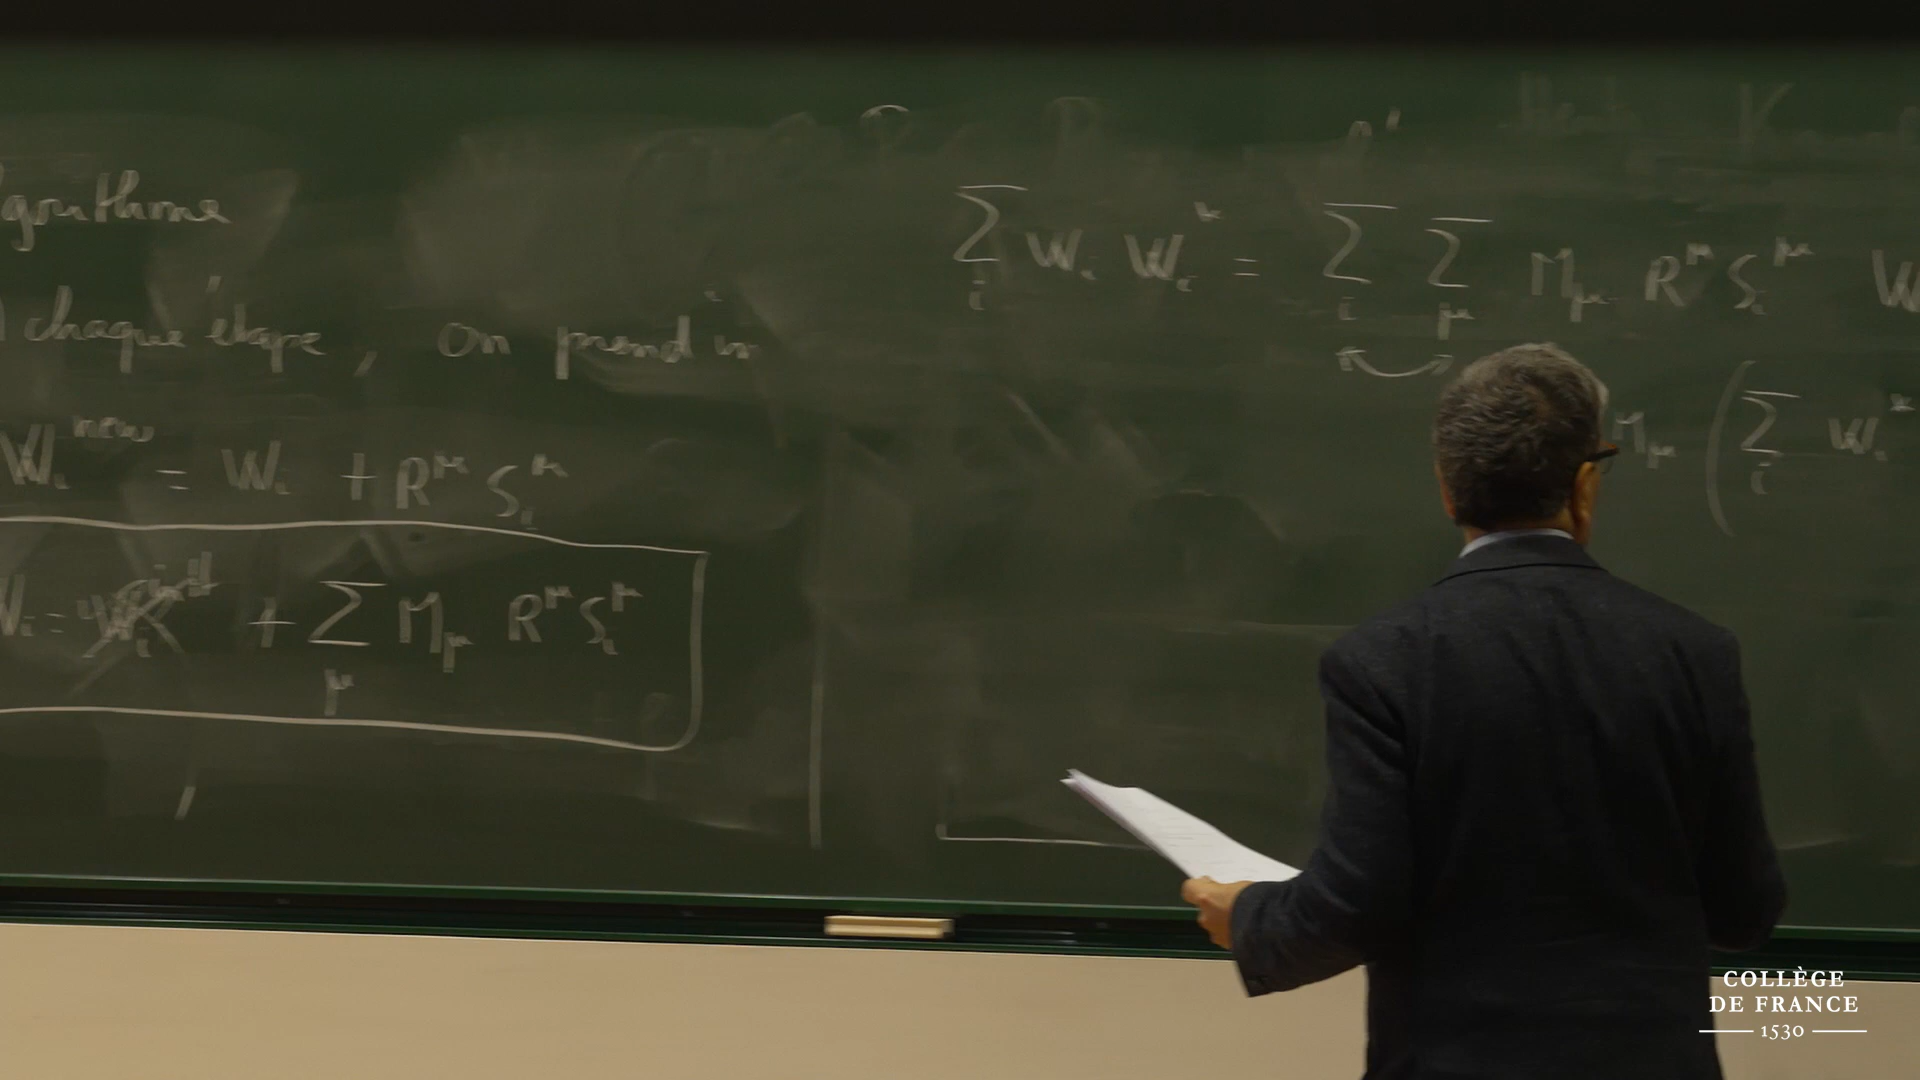 algorithme
chaque étape, on prend
W_i^new = W_i + R^μ S_i^μ
W_i = W_i^init + Σ_μ M_μ R^μ S_i^μ
Σ_i W_i W_i^* = Σ_i Σ_μ M_μ R^μ S_i^μ W
M_μ ( Σ_i W_i^*
COLLÈGE
DE FRANCE
1530